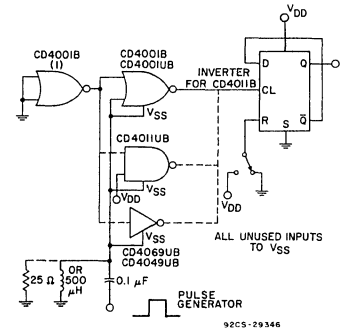 CD4001B
(1)
CD4001B
CD4001UB
INVERTER
FOR CD4011B
VDD
D
Q
CL
R
S
Q̅
VSS
CD4011UB
VSS
VDD
VDD
VSS
CD4069UB
CD4049UB
ALL UNUSED INPUTS
TO VSS
25 Ω
OR
500
μH
0.1 μF
PULSE
GENERATOR
92CS-29346